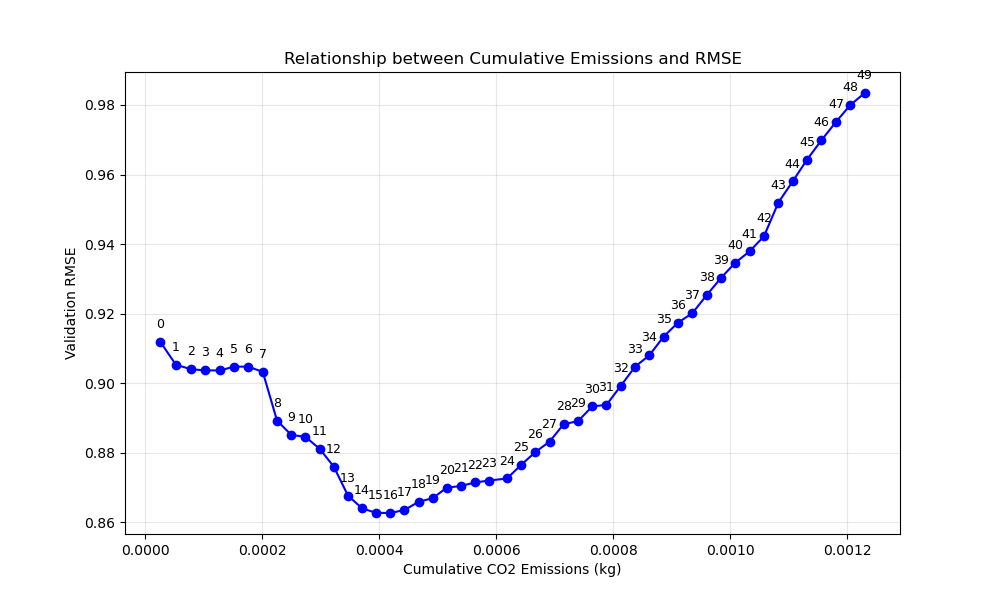 Relationship between Cumulative Emissions and RMSE
Validation RMSE
0.98
0.96
0.94
0.92
0.90
0.88
0.86
0 1 2 3 4 5 6 7 8 9 10 11 12 13 14 15 16 17 18 19 20 21 22 23 24 25 26 27 28 29 30 31 32 33 34 35 36 37 38 39 40 41 42 43 44 45 46 47 48 49
0.0000 0.0002 0.0004 0.0006 0.0008 0.0010 0.0012
Cumulative CO2 Emissions (kg)